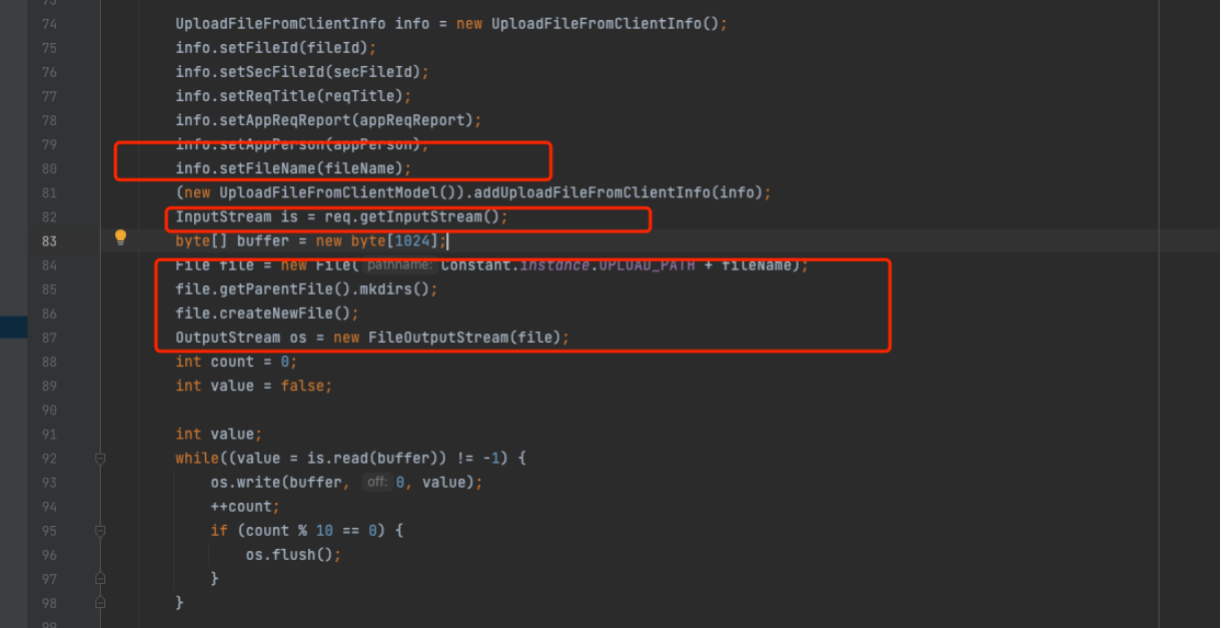 73
74 UploadFileFromClientInfo info = new UploadFileFromClientInfo();
75 info.setFileId(fileId);
76 info.setSecFileId(secFileId);
77 info.setReqTitle(reqTitle);
78 info.setAppReqReport(appReqReport);
79 info.setAppPerson(appPerson);
80 info.setFileName(fileName);
81 (new UploadFileFromClientModel()).addUploadFileFromClientInfo(info);
82 InputStream is = req.getInputStream();
83 byte[] buffer = new byte[1024];
84 File file = new File( pathname: Constant.instance.UPLOAD_PATH + fileName);
85 file.getParentFile().mkdirs();
86 file.createNewFile();
87 OutputStream os = new FileOutputStream(file);
88 int count = 0;
89 int value = false;
90
91 int value;
92 while((value = is.read(buffer)) != -1) {
93 os.write(buffer, off: 0, value);
94 ++count;
95 if (count % 10 == 0) {
96 os.flush();
97 }
98 }
99